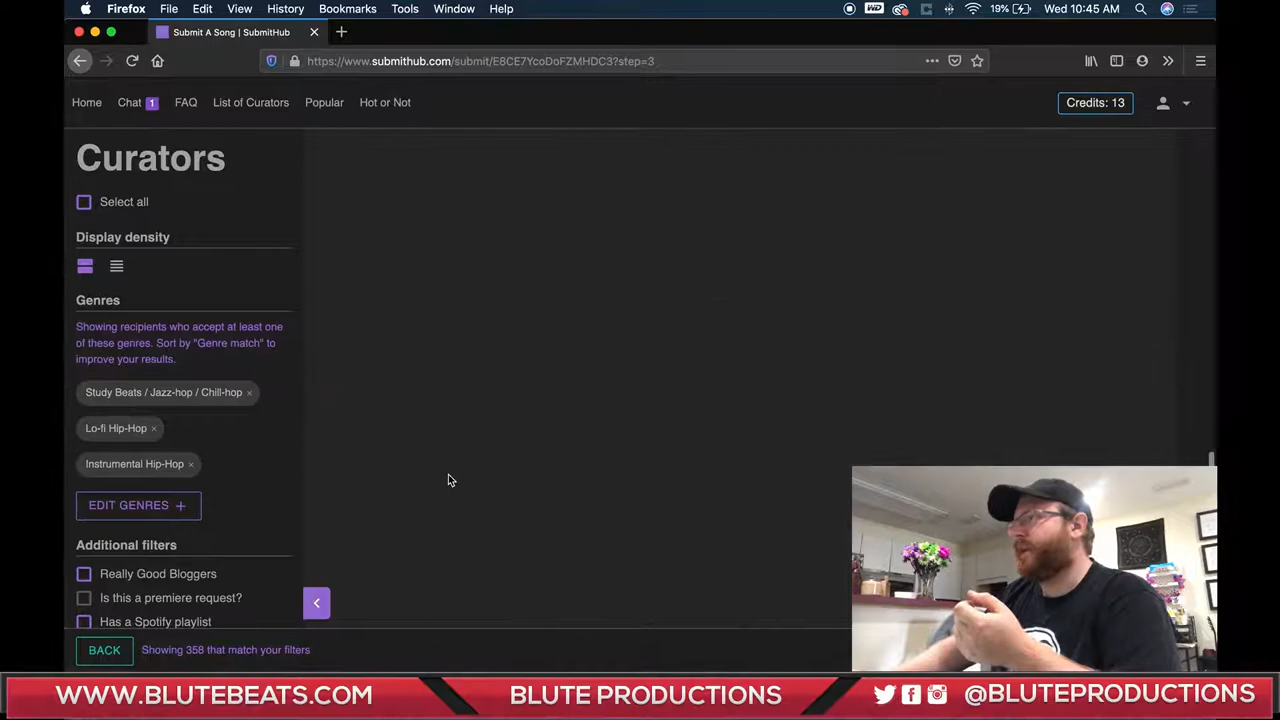 Firefox File Edit View History Bookmarks Tools Window Help WD 19% Wed 10:45 AM
Submit A Song | SubmitHub
https://www.submithub.com/submit/E8CE7YcoDoFZMHDC3?step=3
Home Chat 1 FAQ List of Curators Popular Hot or Not Credits: 13
Curators
Select all
Display density
Genres
Showing recipients who accept at least one
of these genres. Sort by "Genre match" to
improve your results.
Study Beats / Jazz-hop / Chill-hop ×
Lo-fi Hip-Hop ×
Instrumental Hip-Hop ×
EDIT GENRES +
Additional filters
Really Good Bloggers
Is this a premiere request?
Has a Spotify playlist
BACK Showing 358 that match your filters
WWW.BLUTEBEATS.COM BLUTE PRODUCTIONS @BLUTEPRODUCTIONS